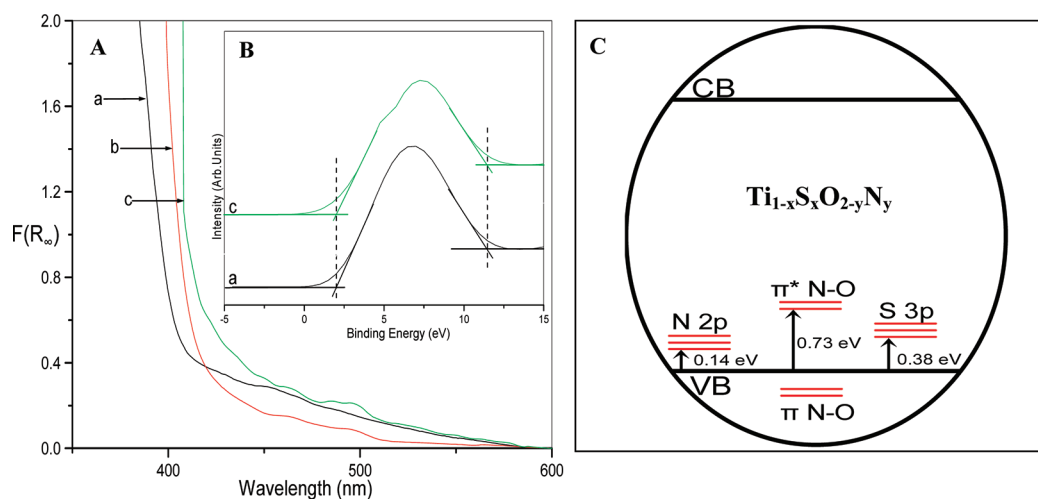 A
B
C
2.0
1.6
1.2
0.8
0.4
0.0
F(R∞)
400
500
600
Wavelength (nm)
a
b
c
Intensity (Arb.Units)
c
a
-5
0
5
10
15
Binding Energy (eV)
CB
Ti1-xSxO2-yNy
π* N-O
N 2p
S 3p
0.14 eV
0.73 eV
0.38 eV
VB
π N-O